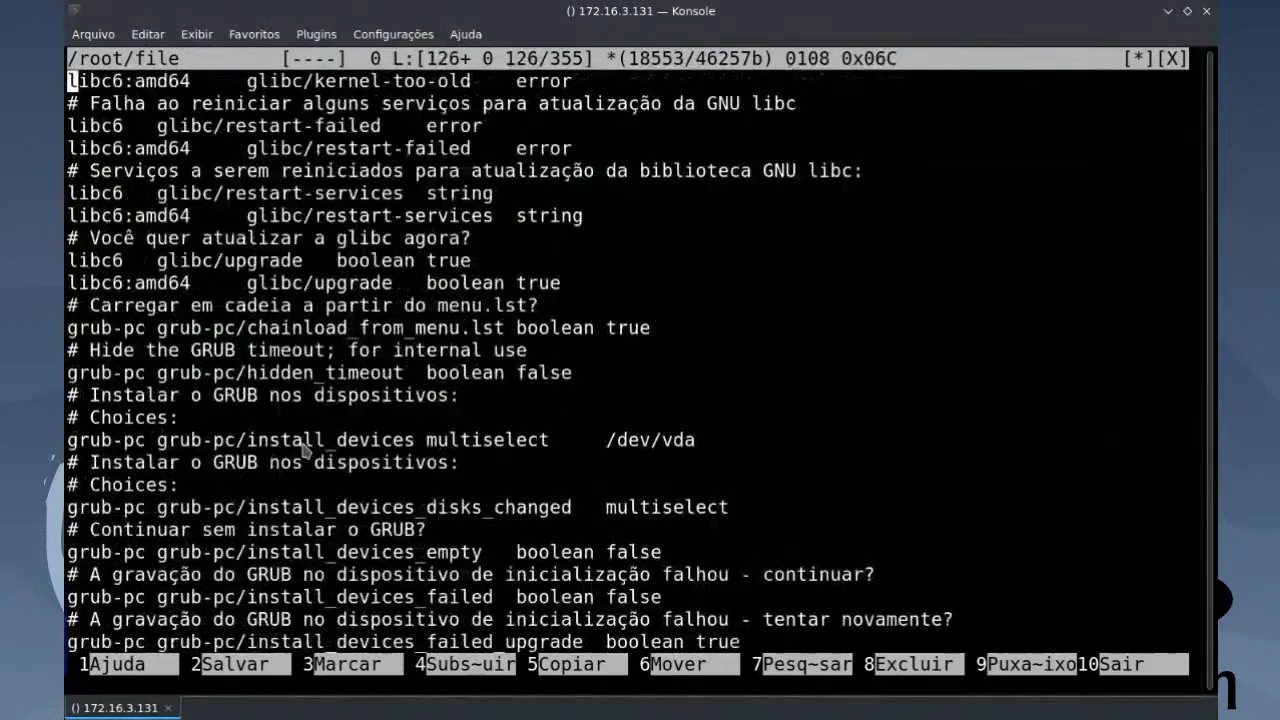 () 172.16.3.131 — Konsole
Arquivo Editar Exibir Favoritos Plugins Configurações Ajuda
/root/file [----] 0 L:[126+ 0 126/355] *(18553/46257b) 0108 0x06C [*][X]
libc6:amd64 glibc/kernel-too-old error
# Falha ao reiniciar alguns serviços para atualização da GNU libc
libc6 glibc/restart-failed error
libc6:amd64 glibc/restart-failed error
# Serviços a serem reiniciados para atualização da biblioteca GNU libc:
libc6 glibc/restart-services string
libc6:amd64 glibc/restart-services string
# Você quer atualizar a glibc agora?
libc6 glibc/upgrade boolean true
libc6:amd64 glibc/upgrade boolean true
# Carregar em cadeia a partir do menu.lst?
grub-pc grub-pc/chainload_from_menu.lst boolean true
# Hide the GRUB timeout; for internal use
grub-pc grub-pc/hidden_timeout boolean false
# Instalar o GRUB nos dispositivos:
# Choices:
grub-pc grub-pc/install_devices multiselect /dev/vda
# Instalar o GRUB nos dispositivos:
# Choices:
grub-pc grub-pc/install_devices_disks_changed multiselect
# Continuar sem instalar o GRUB?
grub-pc grub-pc/install_devices_empty boolean false
# A gravação do GRUB no dispositivo de inicialização falhou - continuar?
grub-pc grub-pc/install_devices_failed boolean false
# A gravação do GRUB no dispositivo de inicialização falhou - tentar novamente?
grub-pc grub-pc/install_devices_failed_upgrade boolean true
1Ajuda 2Salvar 3Marcar 4Subs~uir 5Copiar 6Mover 7Pesq~sar 8Excluir 9Puxa~ixo 10Sair
() 172.16.3.131